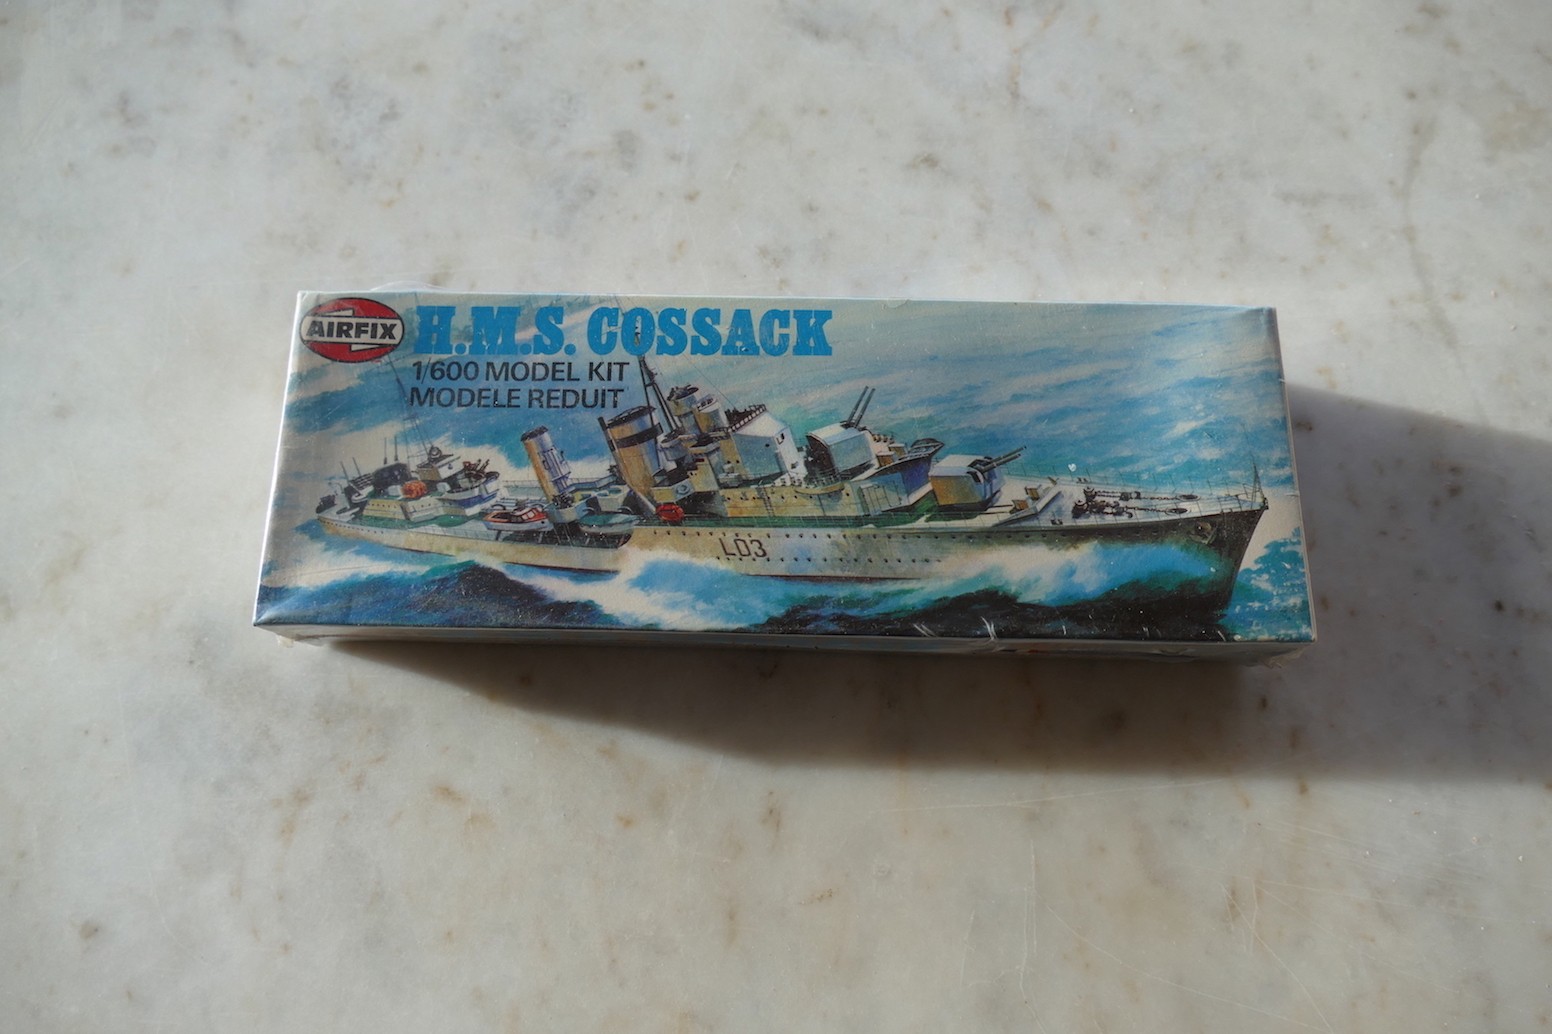 AIRFIX
H.M.S. COSSACK
1/600 MODEL KIT
MODELE REDUIT
L03